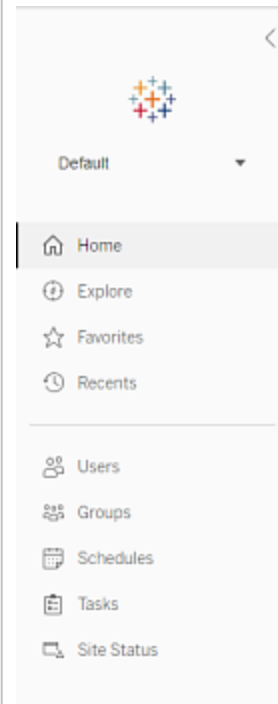 Default
Home
Explore
Favorites
Recents
Users
Groups
Schedules
Tasks
Site Status